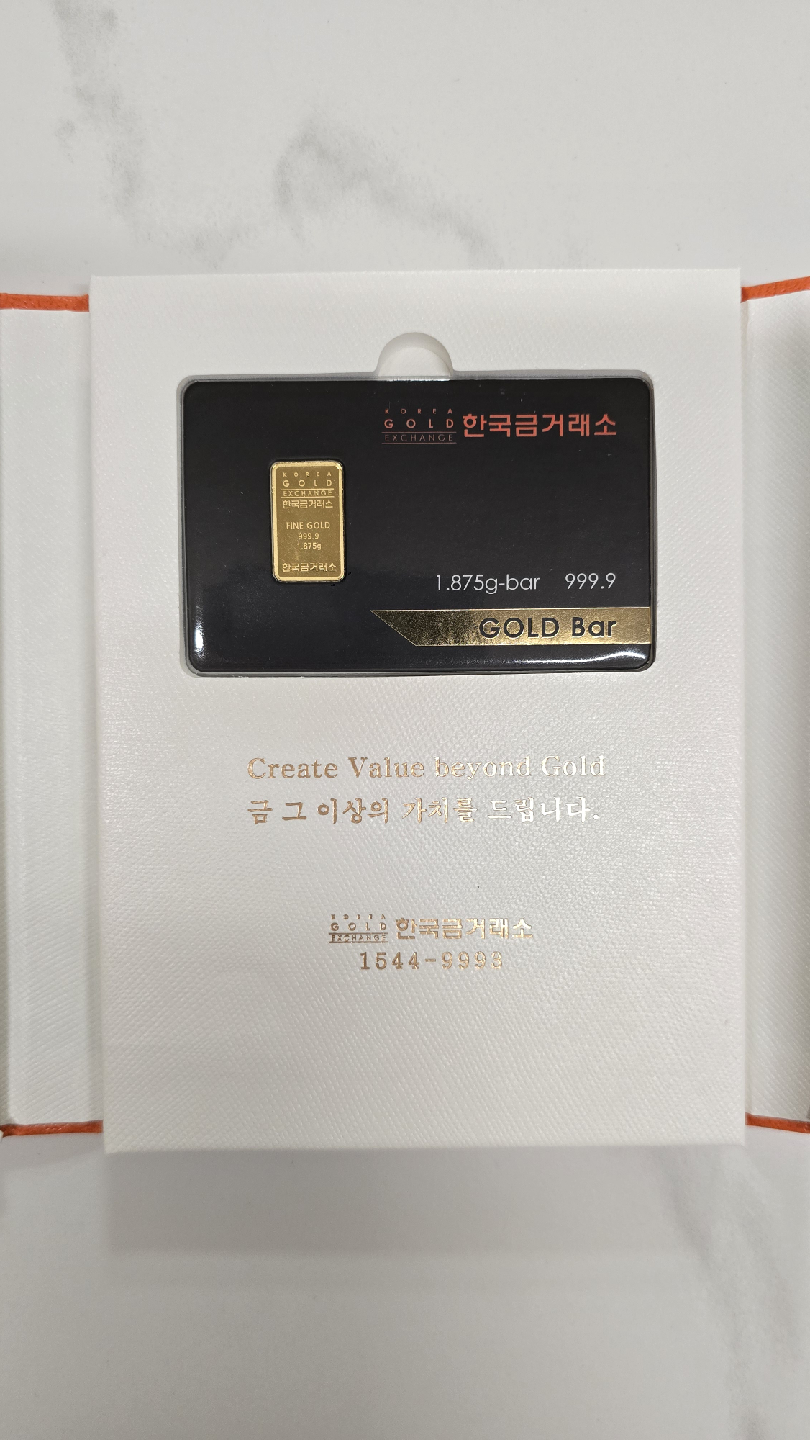 KOREA
GOLD
EXCHANGE
한국금거래소
KOREA
GOLD
EXCHANGE
한국금거래소
FINE GOLD
999.9
1.875g
한국금거래소
1.875g-bar 999.9
GOLD Bar
Create Value beyond Gold
금 그 이상의 가치를 드립니다.
KOREA
GOLD
EXCHANGE
한국금거래소